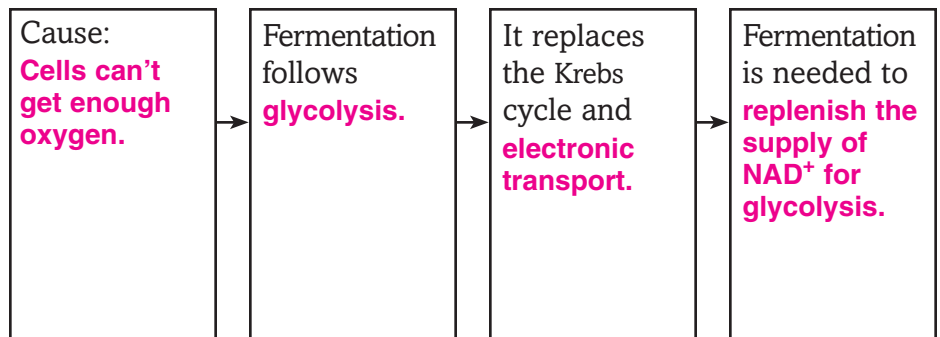 Cause:
Cells can't
get enough
oxygen.
Fermentation
follows
glycolysis.
It replaces
the Krebs
cycle and
electronic
transport.
Fermentation
is needed to
replenish the
supply of
NAD⁺ for
glycolysis.